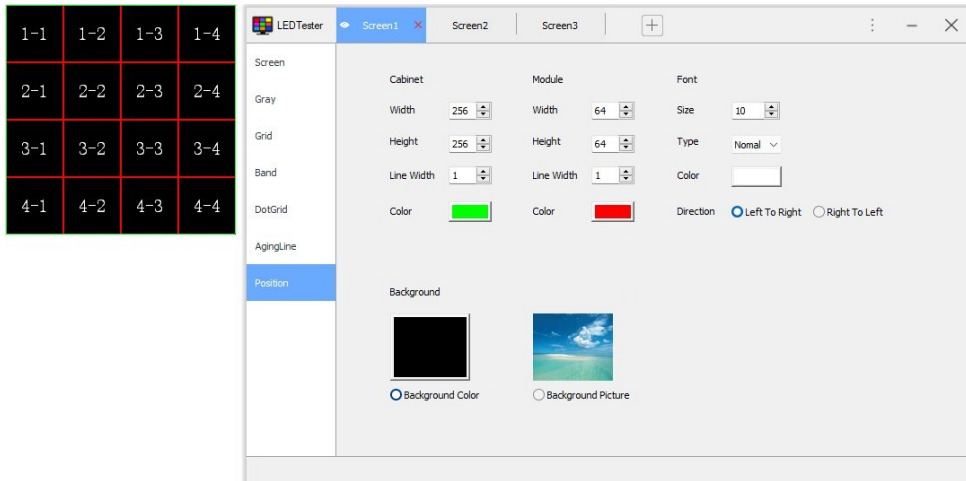 1-1 1-2 1-3 1-4
2-1 2-2 2-3 2-4
3-1 3-2 3-3 3-4
4-1 4-2 4-3 4-4
LEDTester Screen1 Screen2 Screen3
Screen
Gray
Grid
Band
DotGrid
AgingLine
Position
Cabinet Module Font
Width 256 Width 64 Size 10
Height 256 Height 64 Type Nomal
Line Width 1 Line Width 1 Color
Color Color Direction Left To Right Right To Left
Background
Background Color Background Picture